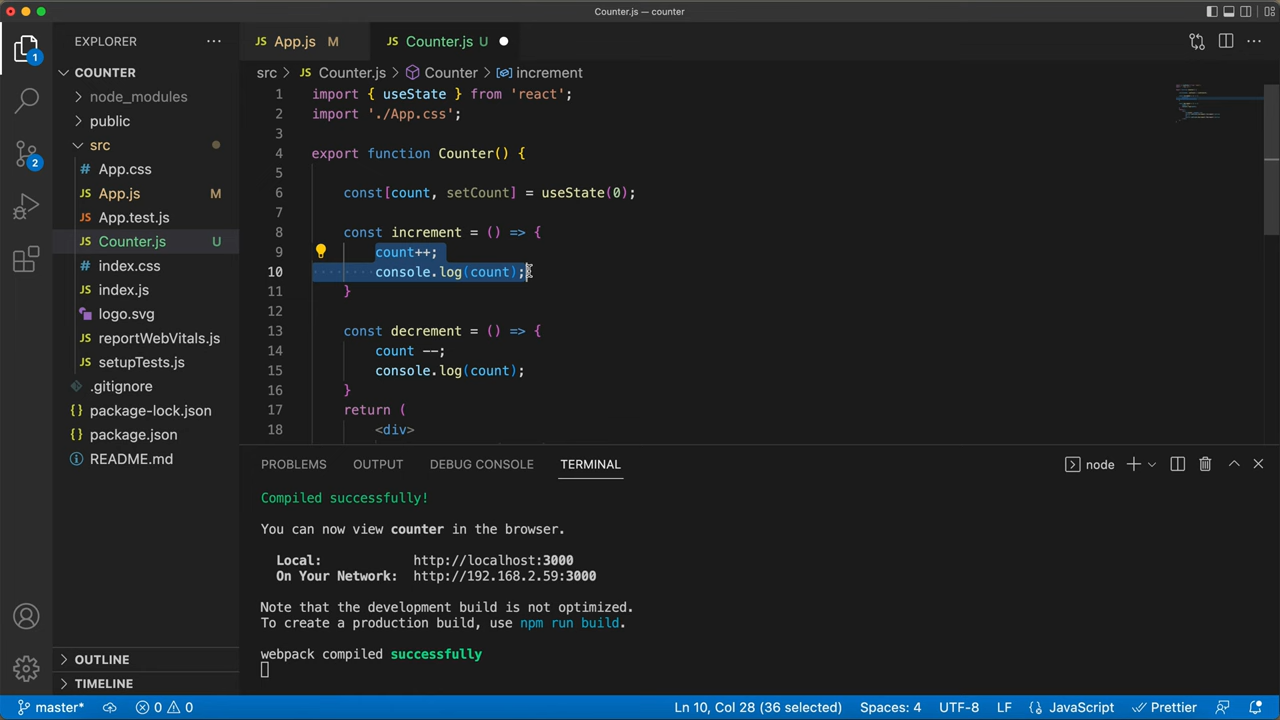 Counter.js — counter
EXPLORER
App.js M
Counter.js U
COUNTER
src > Counter.js > Counter > increment
node_modules
public
src
App.css
App.js M
App.test.js
Counter.js U
index.css
index.js
logo.svg
reportWebVitals.js
setupTests.js
.gitignore
package-lock.json
package.json
README.md
OUTLINE
TIMELINE
1
2
1 import { useState } from 'react';
2 import './App.css';
3
4 export function Counter() {
5
6 const[count, setCount] = useState(0);
7
8 const increment = () => {
9 count++;
10 console.log(count);
11 }
12
13 const decrement = () => {
14 count --;
15 console.log(count);
16 }
17 return (
18 <div>
PROBLEMS OUTPUT DEBUG CONSOLE TERMINAL
node
Compiled successfully!
You can now view counter in the browser.
Local: http://localhost:3000
On Your Network: http://192.168.2.59:3000
Note that the development build is not optimized.
To create a production build, use npm run build.
webpack compiled successfully
master* 0 0 Ln 10, Col 28 (36 selected) Spaces: 4 UTF-8 LF JavaScript Prettier